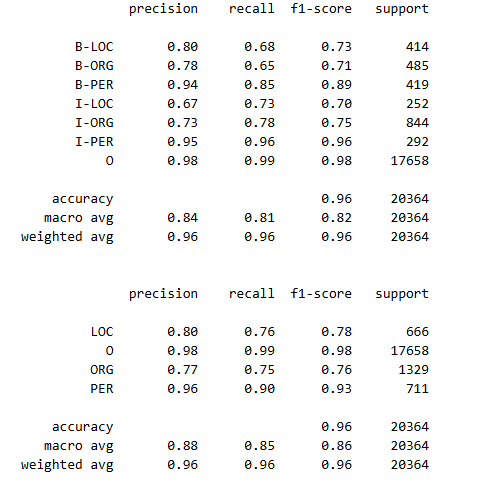 precision recall f1-score support
B-LOC 0.80 0.68 0.73 414
B-ORG 0.78 0.65 0.71 485
B-PER 0.94 0.85 0.89 419
I-LOC 0.67 0.73 0.70 252
I-ORG 0.73 0.78 0.75 844
I-PER 0.95 0.96 0.96 292
O 0.98 0.99 0.98 17658
accuracy 0.96 20364
macro avg 0.84 0.81 0.82 20364
weighted avg 0.96 0.96 0.96 20364
precision recall f1-score support
LOC 0.80 0.76 0.78 666
O 0.98 0.99 0.98 17658
ORG 0.77 0.75 0.76 1329
PER 0.96 0.90 0.93 711
accuracy 0.96 20364
macro avg 0.88 0.85 0.86 20364
weighted avg 0.96 0.96 0.96 20364